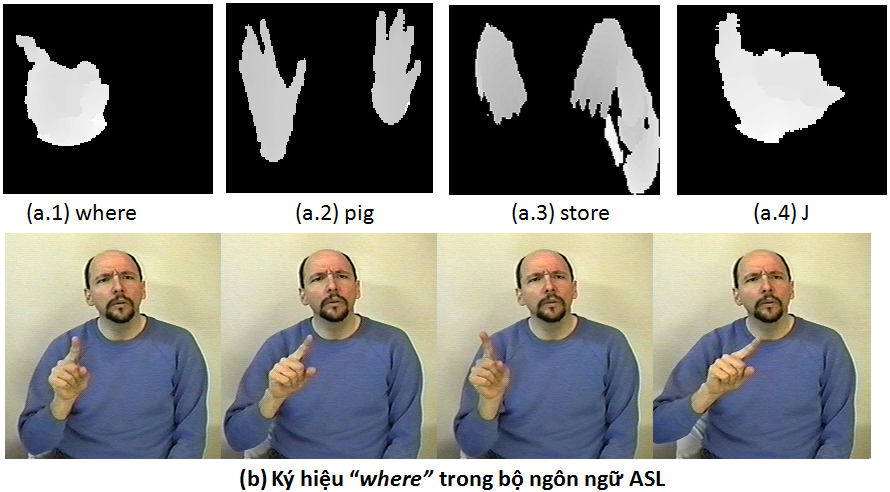 (a.1) where
(a.2) pig
(a.3) store
(a.4) J
(b) Ký hiệu “where” trong bộ ngôn ngữ ASL